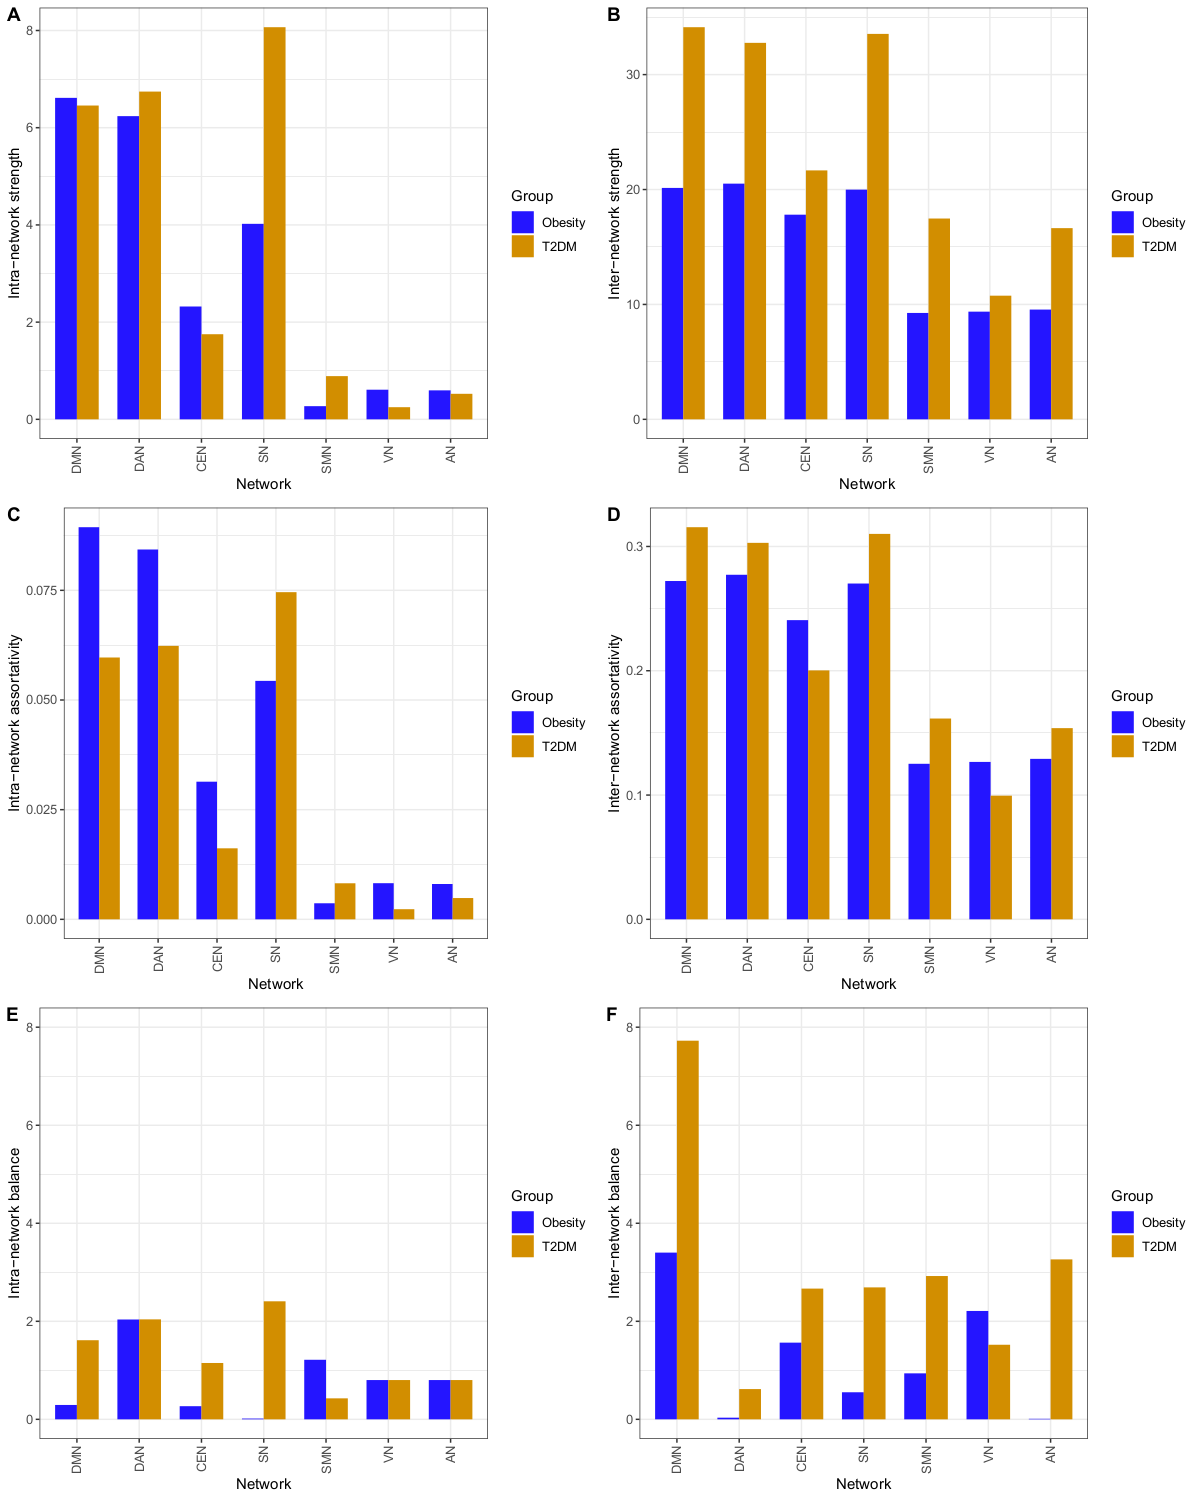 A
Intra−network strength
8
6
4
2
0
DMN DAN CEN SN SMN VN AN
Network
Group
Obesity
T2DM
B
Inter−network strength
30
20
10
0
DMN DAN CEN SN SMN VN AN
Network
Group
Obesity
T2DM
C
Intra−network assortativity
0.075
0.050
0.025
0.000
DMN DAN CEN SN SMN VN AN
Network
Group
Obesity
T2DM
D
Inter−network assortativity
0.3
0.2
0.1
0.0
DMN DAN CEN SN SMN VN AN
Network
Group
Obesity
T2DM
E
Intra−network balance
8
6
4
2
0
DMN DAN CEN SN SMN VN AN
Network
Group
Obesity
T2DM
F
Inter−network balance
8
6
4
2
0
DMN DAN CEN SN SMN VN AN
Network
Group
Obesity
T2DM